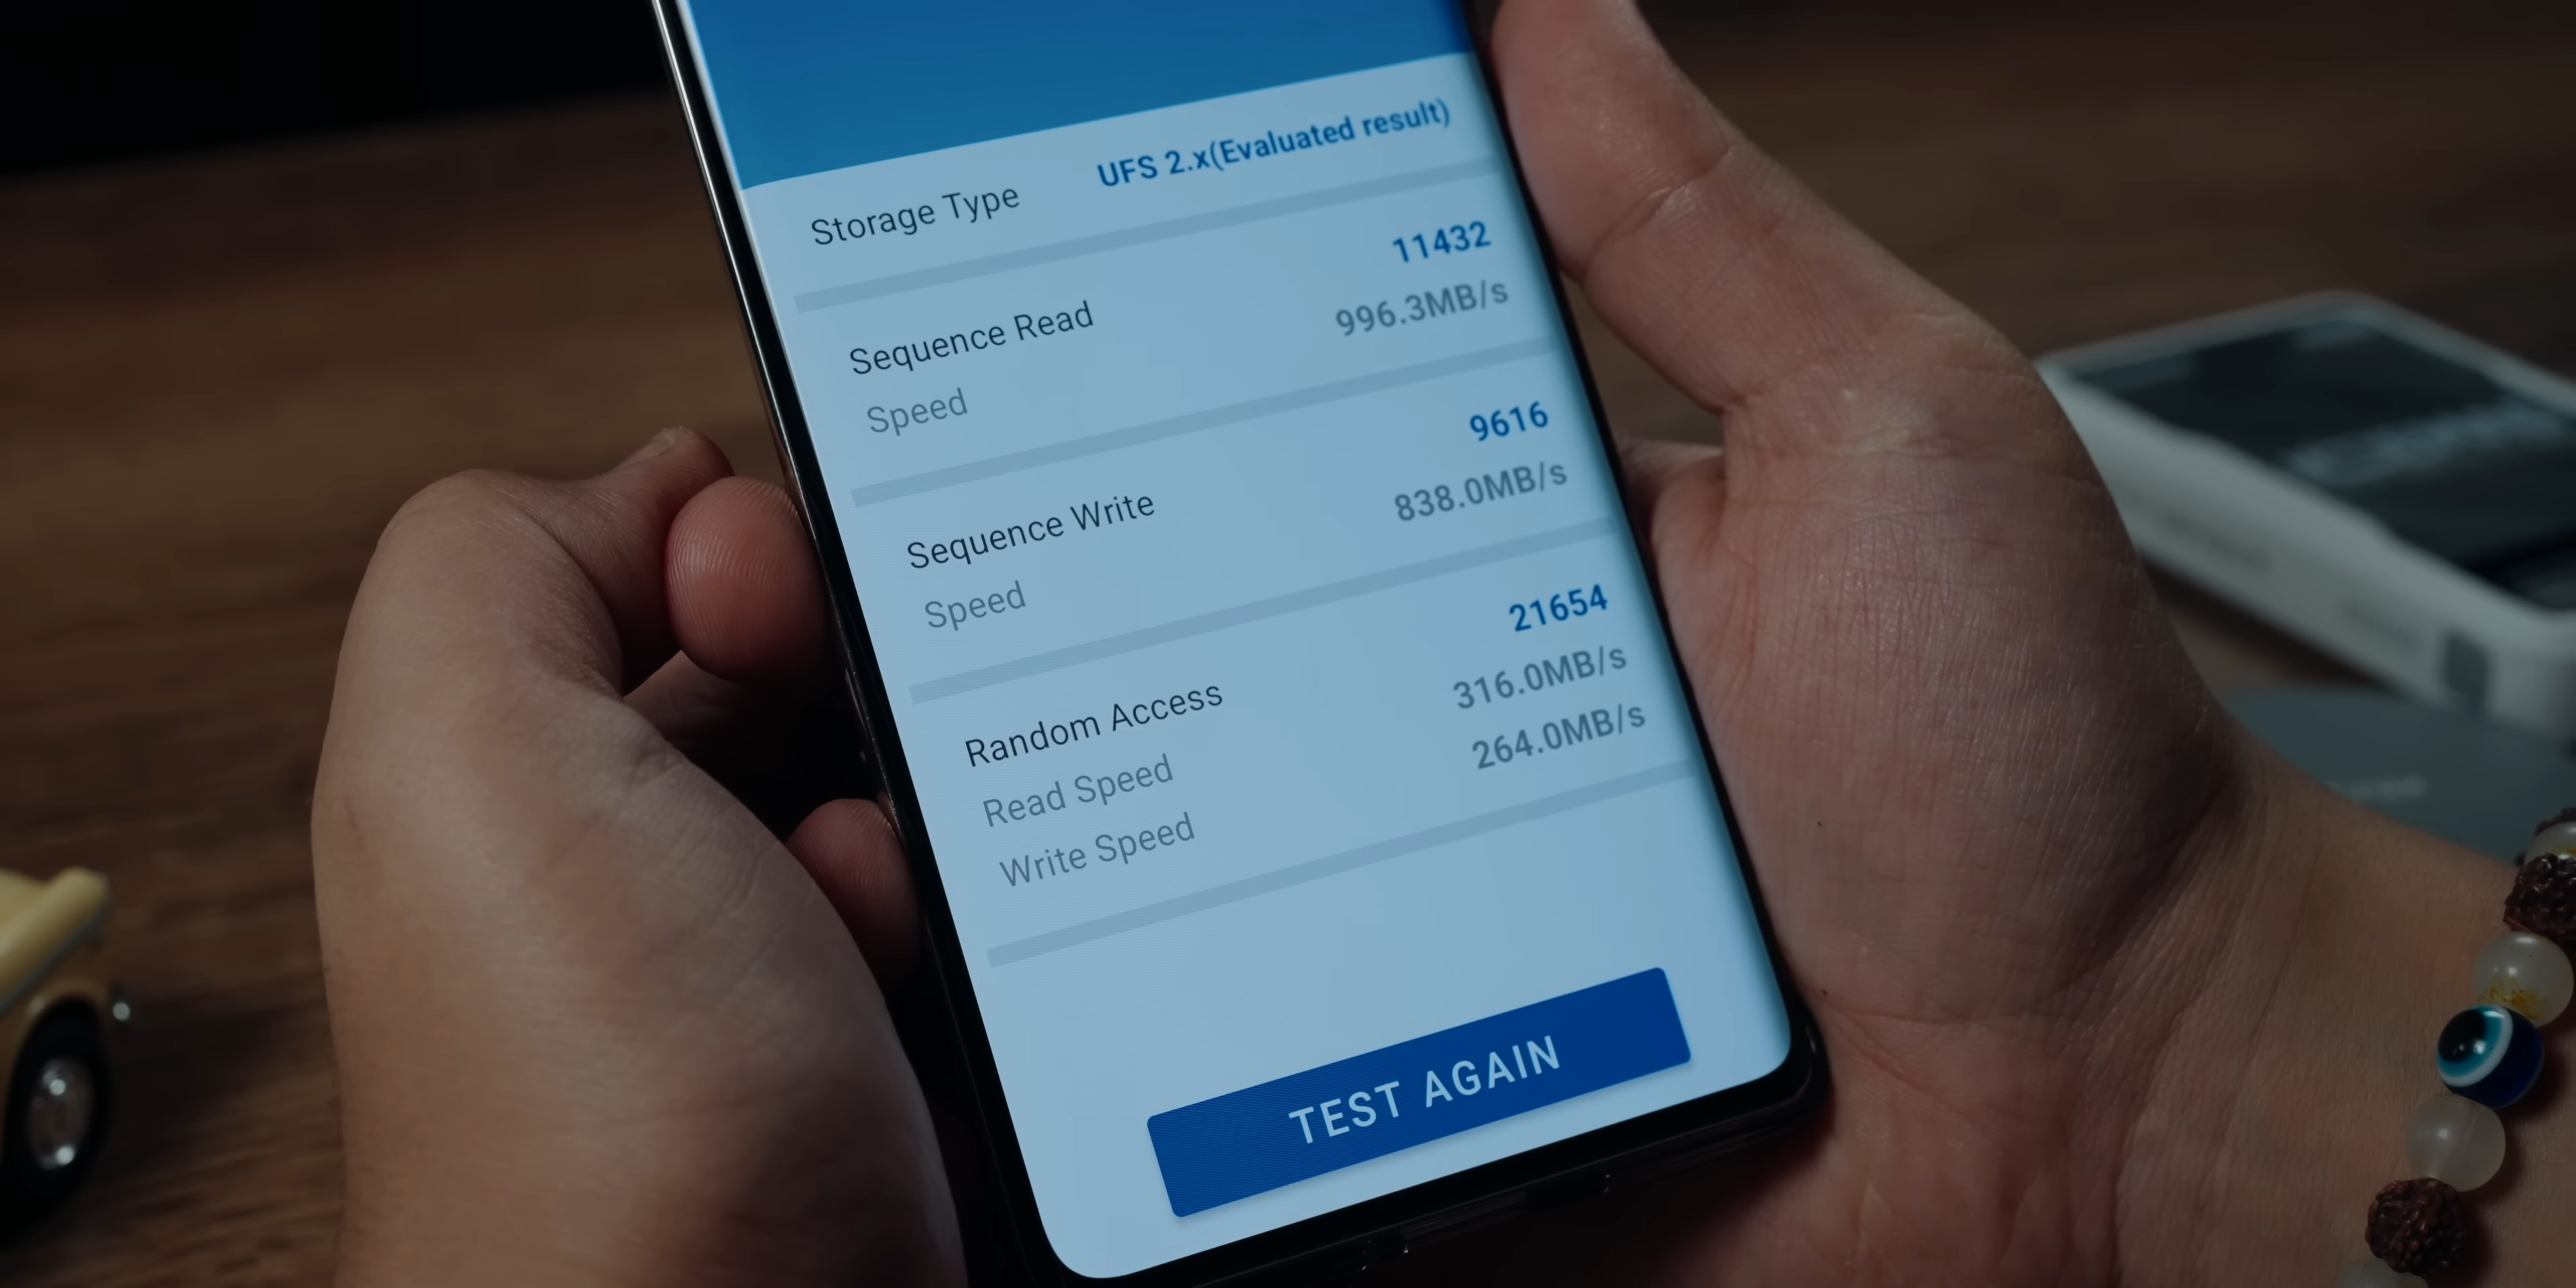 Storage Type UFS 2.x(Evaluated result)
Sequence Read 11432
Speed 996.3MB/s
Sequence Write 9616
Speed 838.0MB/s
Random Access 21654
Read Speed 316.0MB/s
Write Speed 264.0MB/s
TEST AGAIN